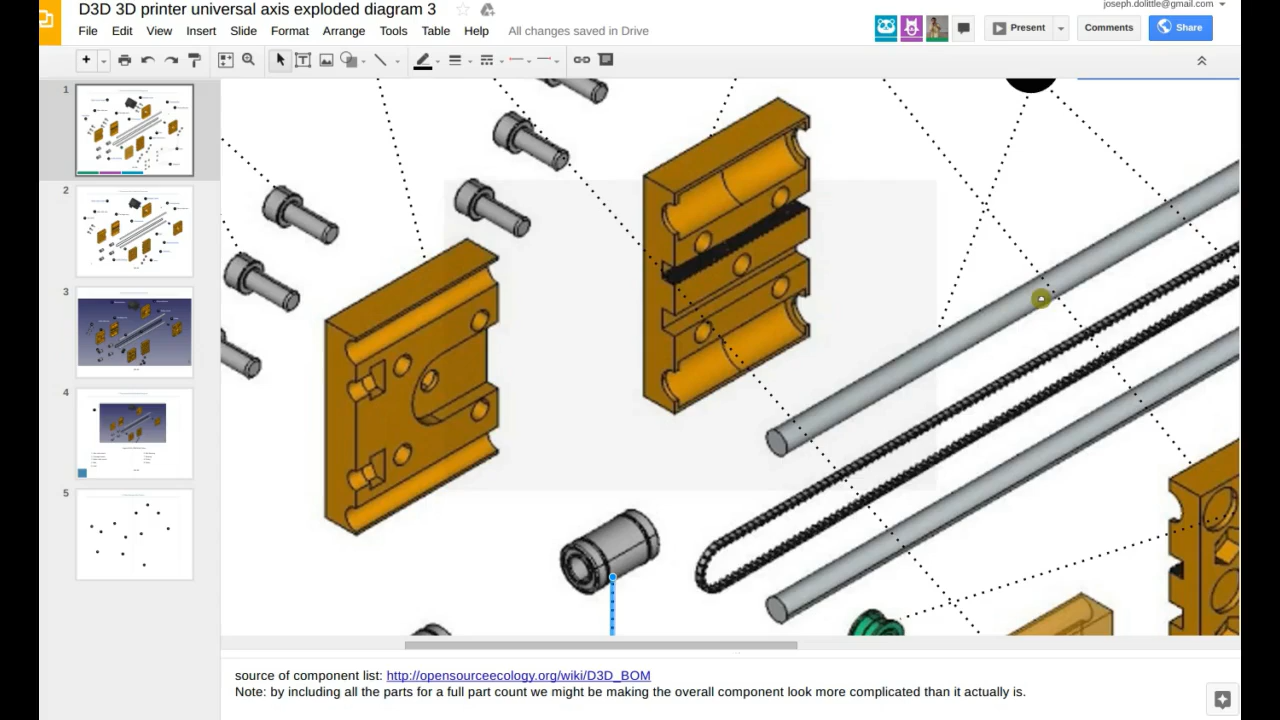 D3D 3D printer universal axis exploded diagram 3
joseph.dolittle@gmail.com
File Edit View Insert Slide Format Arrange Tools Table Help All changes saved in Drive
Present
Comments
Share
1
2
3
4
5
source of component list: http://opensourceecology.org/wiki/D3D_BOM
Note: by including all the parts for a full part count we might be making the overall component look more complicated than it actually is.